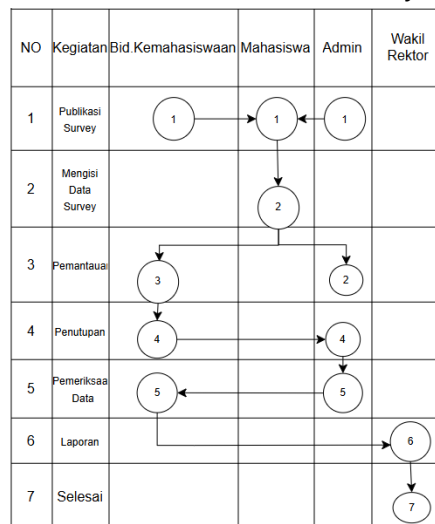 NO Kegiatan Bid.Kemahasiswaan Mahasiswa Admin Wakil
Rektor
1 Publikasi
Survey 1 1 1
2 Mengisi
Data
Survey 2
3 Pemantaua 3 2
4 Penutupan 4 4
5 Pemeriksaa
Data 5 5
6 Laporan 6
7 Selesai 7